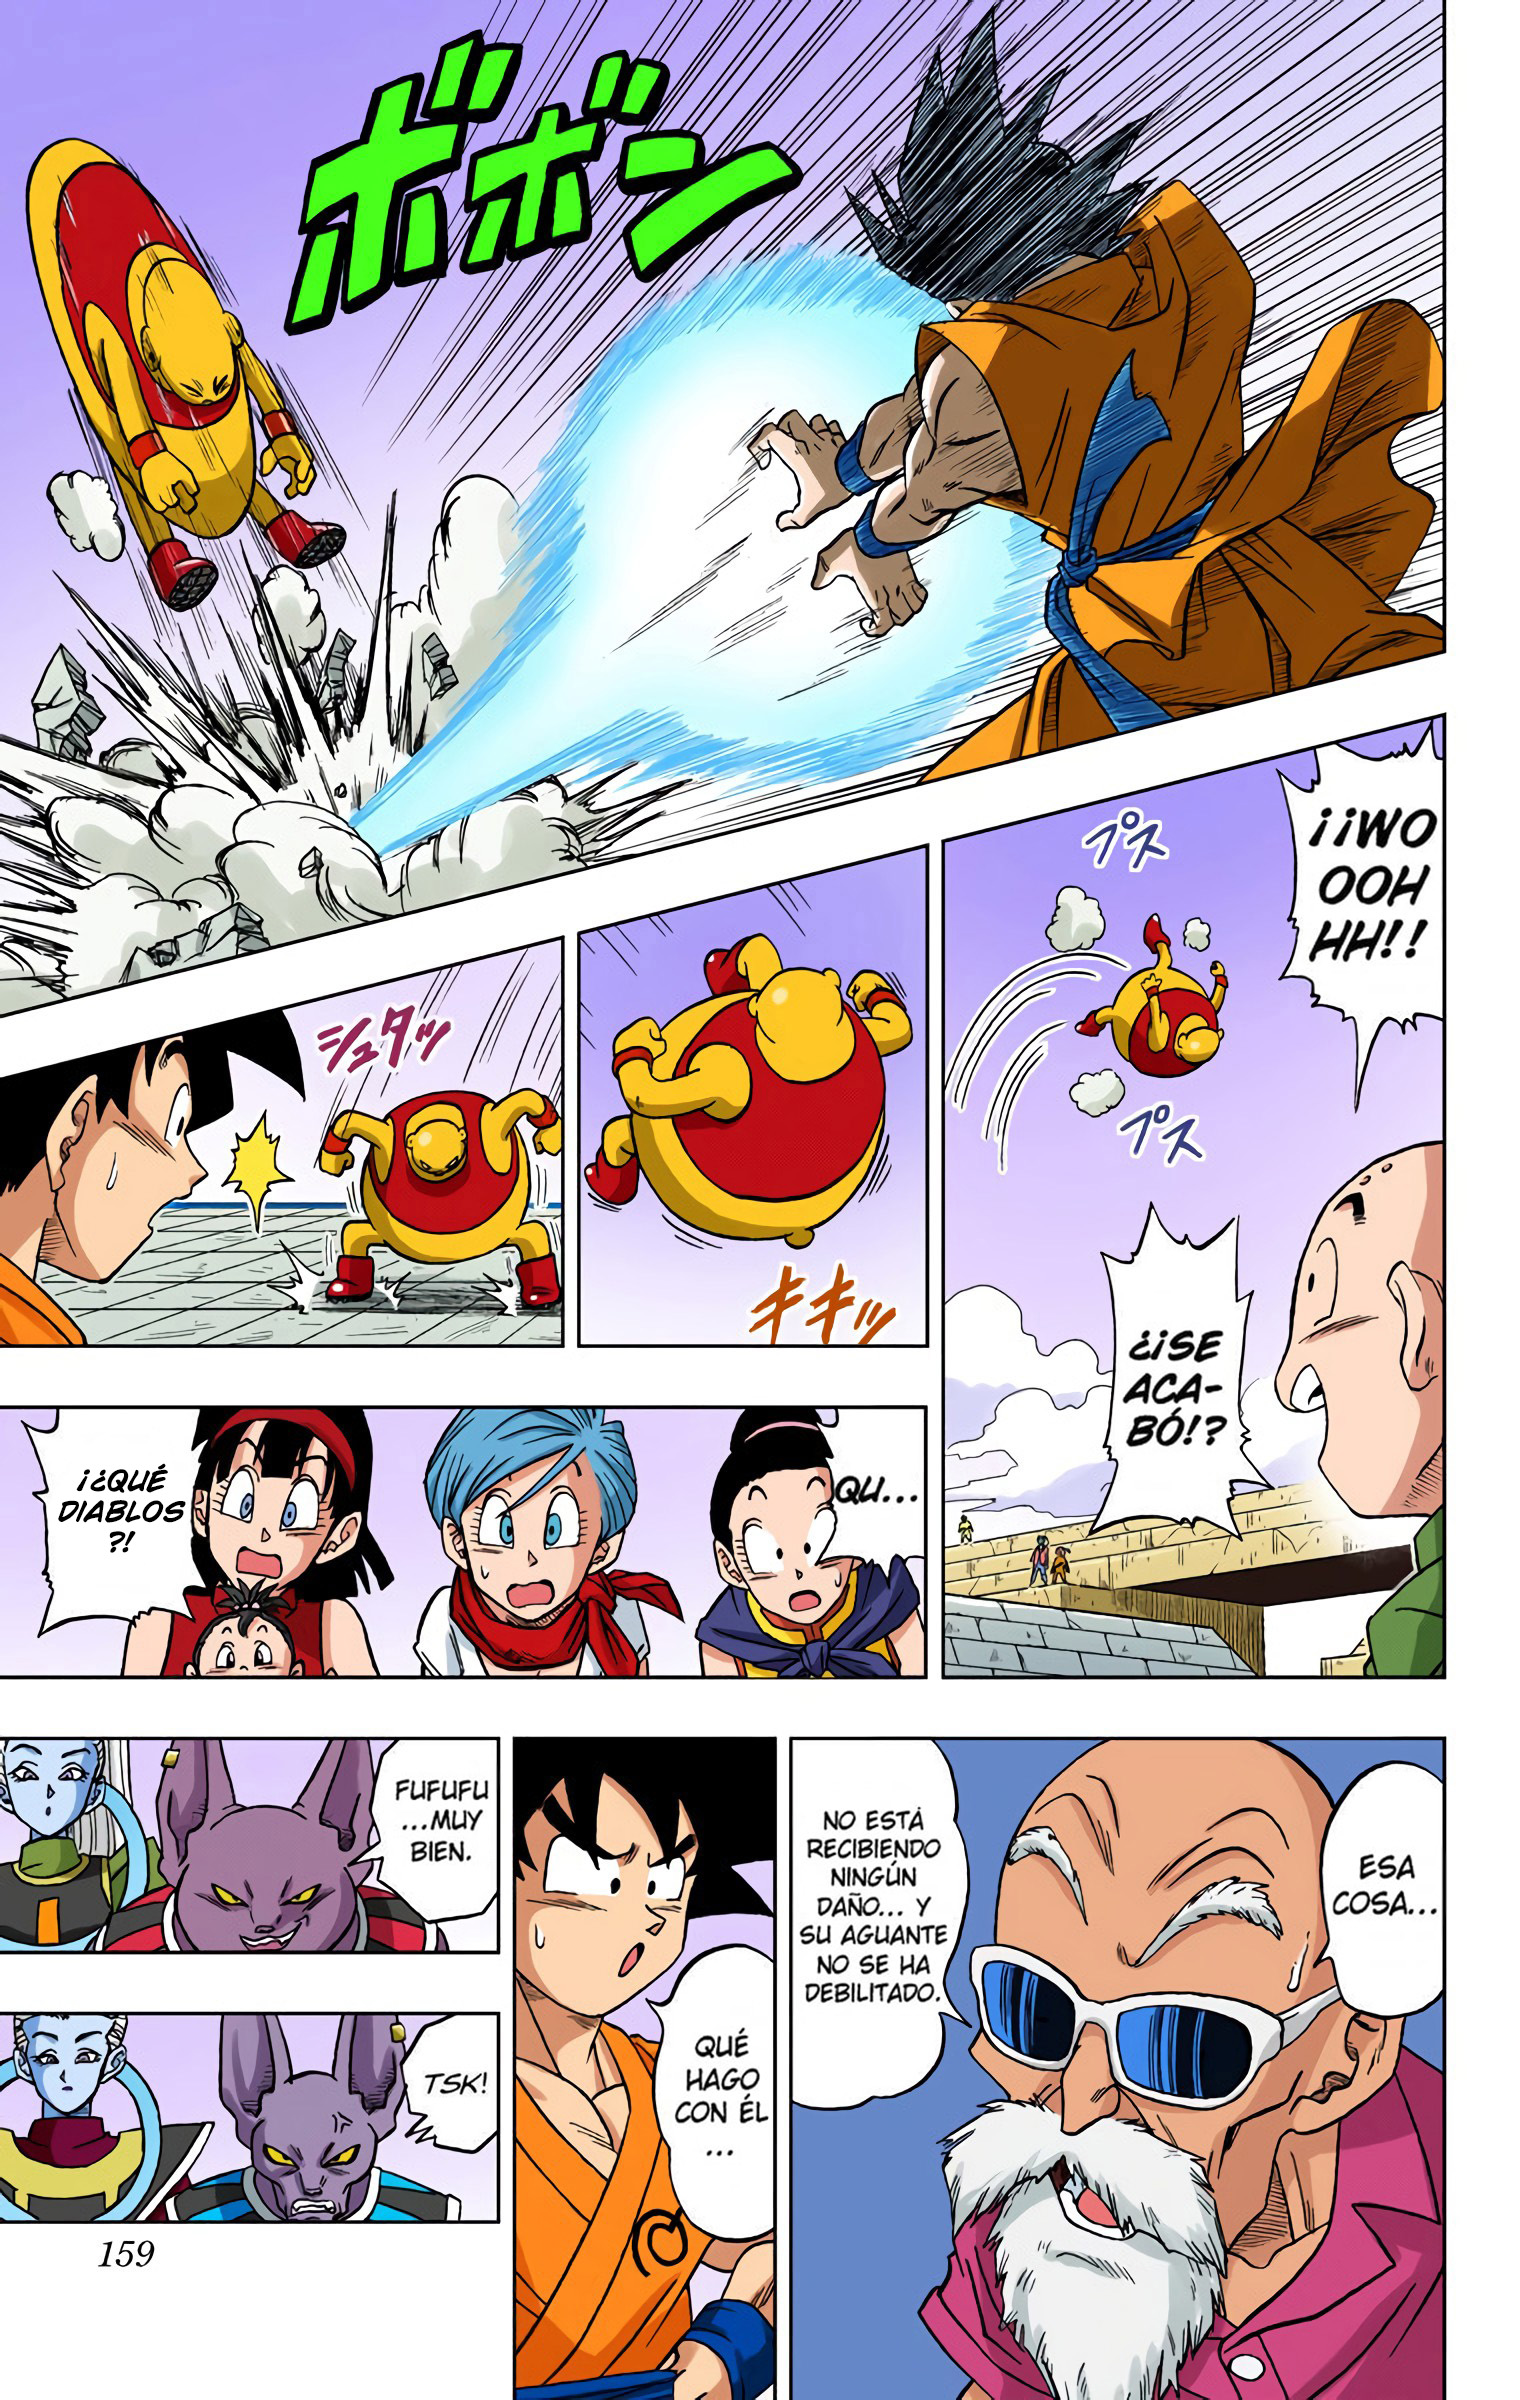 ボボボン
¡¡WO
OOH
HH!!
プス
プス
¿¡SE
ACA-
BÓ!?
キキッ
シュタッ
QU...
¡¿QUÉ
DIABLOS
?!
ESA
COSA...
NO ESTÁ
RECIBIENDO
NINGÚN
DAÑO... Y
SU AGUANTE
NO SE HA
DEBILITADO.
QUÉ
HAGO
CON ÉL
...
FUFUFU
...MUY
BIEN.
TSK!
159